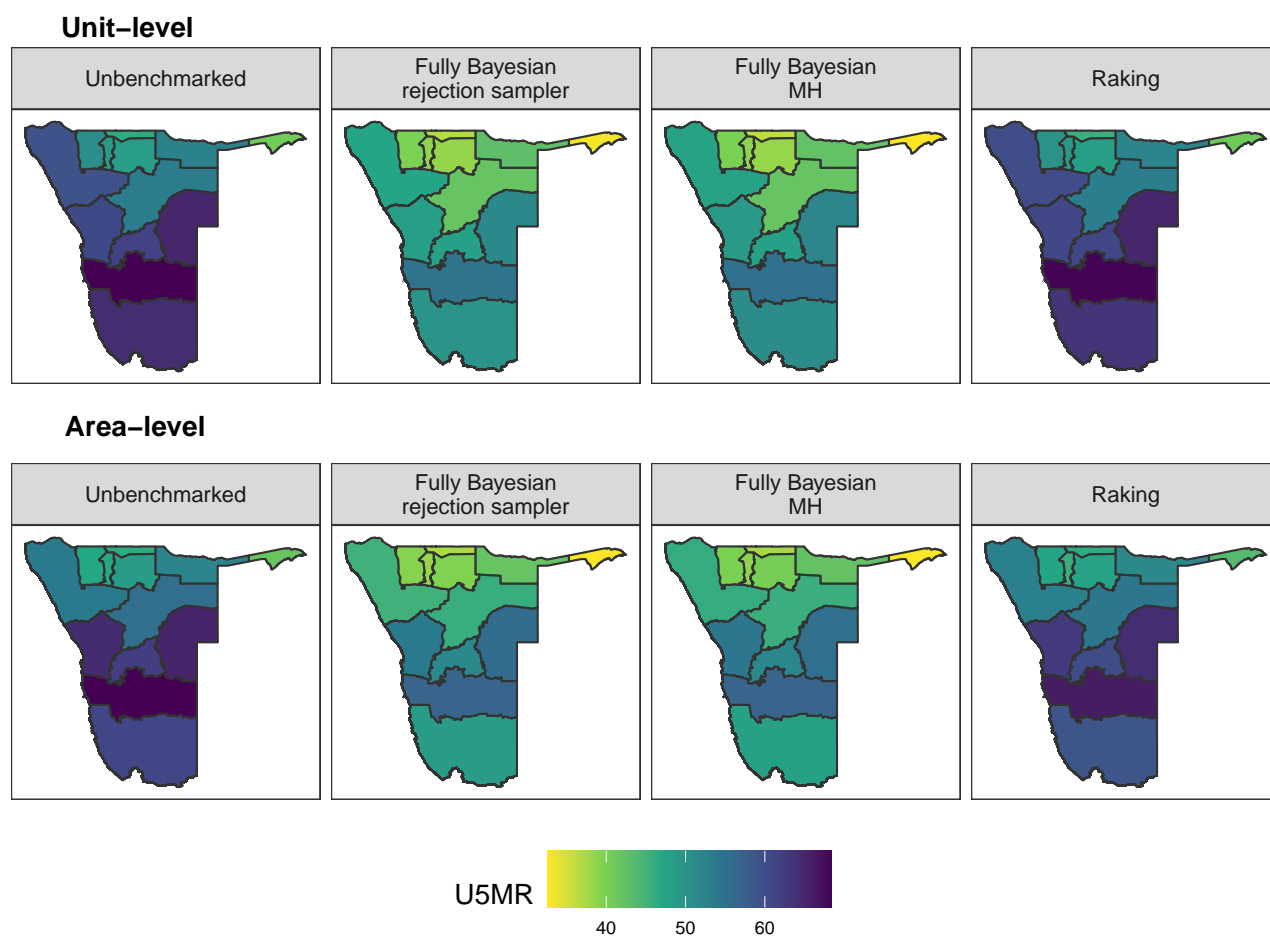 Unit−level
Unbenchmarked
Fully Bayesian
rejection sampler
Fully Bayesian
MH
Raking
Area−level
Unbenchmarked
Fully Bayesian
rejection sampler
Fully Bayesian
MH
Raking
U5MR
40 50 60